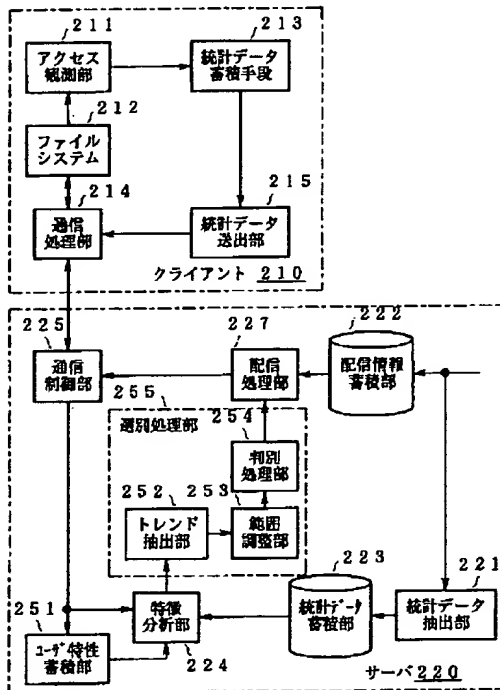 211
アクセス
観測部
213
統計データ
蓄積手段
212
ファイル
システム
214
通信
処理部
215
統計データ
送出部
クライアント 210
225
通信
制御部
227
配信
処理部
222
配信情報
蓄積部
255
選別処理部
254
判別
処理部
252
トレンド
抽出部
253
範囲
調整部
223
統計データ
蓄積部
221
統計データ
抽出部
251
ユーザ特性
蓄積部
特徴
分析部
224
サーバ 220